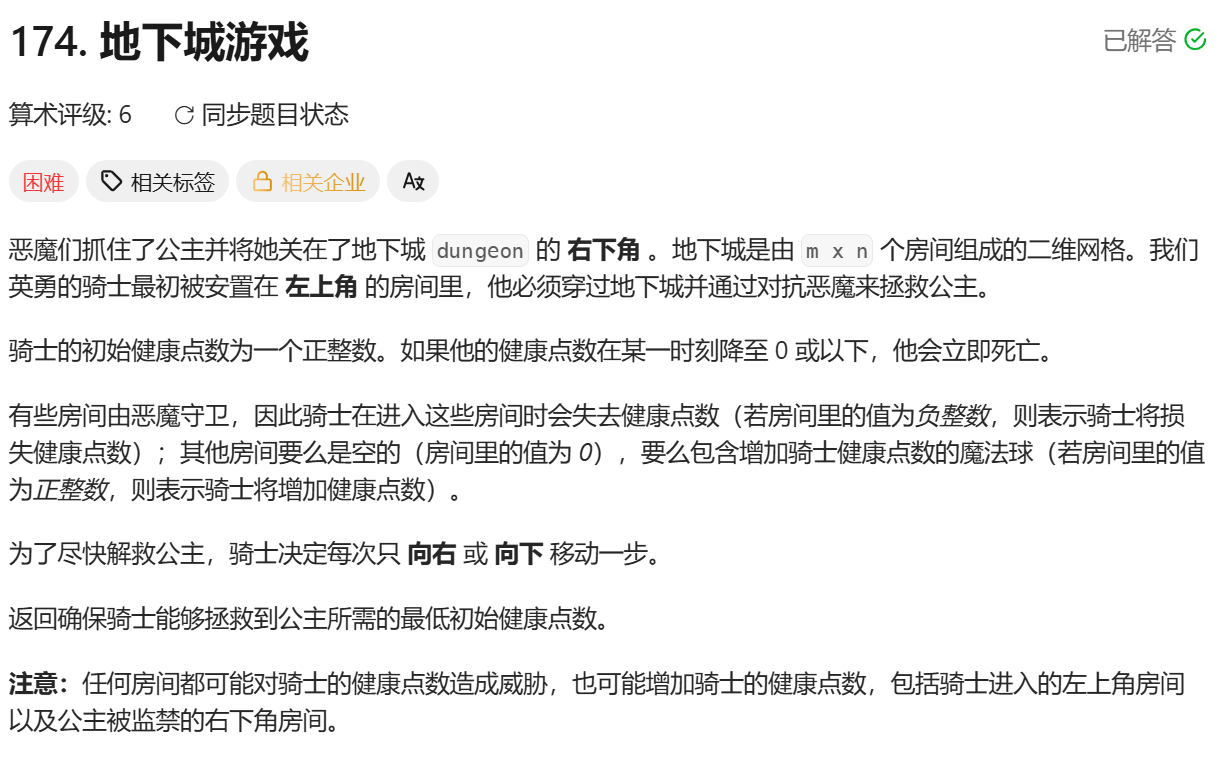 174. 地下城游戏
已解答
算术评级: 6 同步题目状态
困难 相关标签 相关企业
恶魔们抓住了公主并将她关在了地下城 dungeon 的 右下角 。地下城是由 m x n 个房间组成的二维网格。我们
英勇的骑士最初被安置在 左上角 的房间里，他必须穿过地下城并通过对抗恶魔来拯救公主。
骑士的初始健康点数为一个正整数。如果他的健康点数在某一时刻降至 0 或以下，他会立即死亡。
有些房间由恶魔守卫，因此骑士在进入这些房间时会失去健康点数（若房间里的值为负整数，则表示骑士将损
失健康点数）；其他房间要么是空的（房间里的值为 0），要么包含增加骑士健康点数的魔法球（若房间里的值
为正整数，则表示骑士将增加健康点数）。
为了尽快解救公主，骑士决定每次只 向右 或 向下 移动一步。
返回确保骑士能够拯救到公主所需的最低初始健康点数。
注意：任何房间都可能对骑士的健康点数造成威胁，也可能增加骑士的健康点数，包括骑士进入的左上角房间
以及公主被监禁的右下角房间。